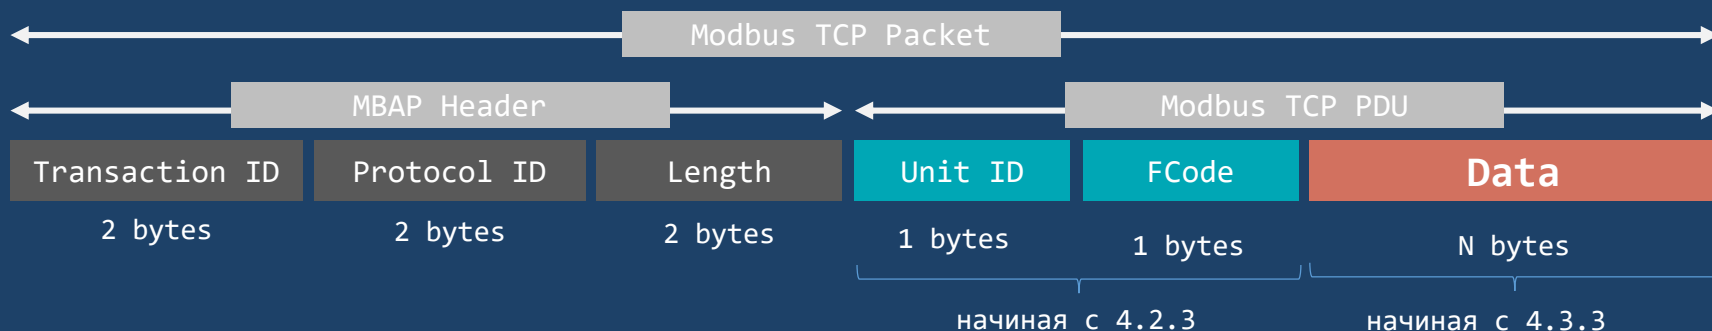 Modbus TCP Packet
MBAP Header Modbus TCP PDU
Transaction ID Protocol ID Length Unit ID FCode Data
2 bytes 2 bytes 2 bytes 1 bytes 1 bytes N bytes
начиная с 4.2.3 начиная с 4.3.3